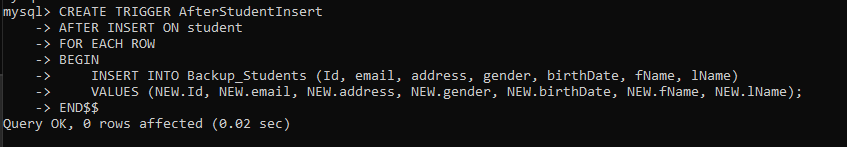 mysql> CREATE TRIGGER AfterStudentInsert
    -> AFTER INSERT ON student
    -> FOR EACH ROW
    -> BEGIN
    ->     INSERT INTO Backup_Students (Id, email, address, gender, birthDate, fName, lName)
    ->     VALUES (NEW.Id, NEW.email, NEW.address, NEW.gender, NEW.birthDate, NEW.fName, NEW.lName);
    -> END$$
Query OK, 0 rows affected (0.02 sec)